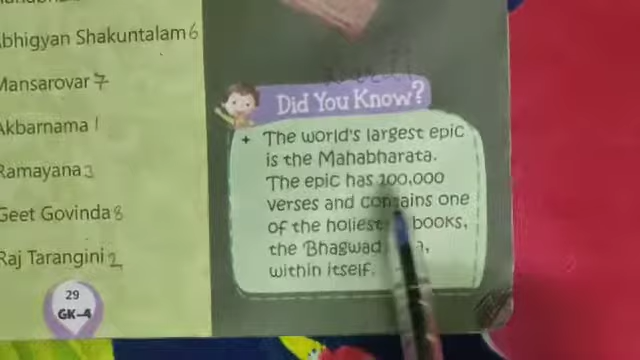 Abhigyan Shakuntalam 6
Mansarovar 7
Akbarnama 1
Ramayana 3
Geet Govinda 8
Raj Tarangini 2
29
GK-4
Did You Know?
+ The world's largest epic
is the Mahabharata.
The epic has 100,000
verses and contains one
of the holiest books,
the Bhagwad
within itself.